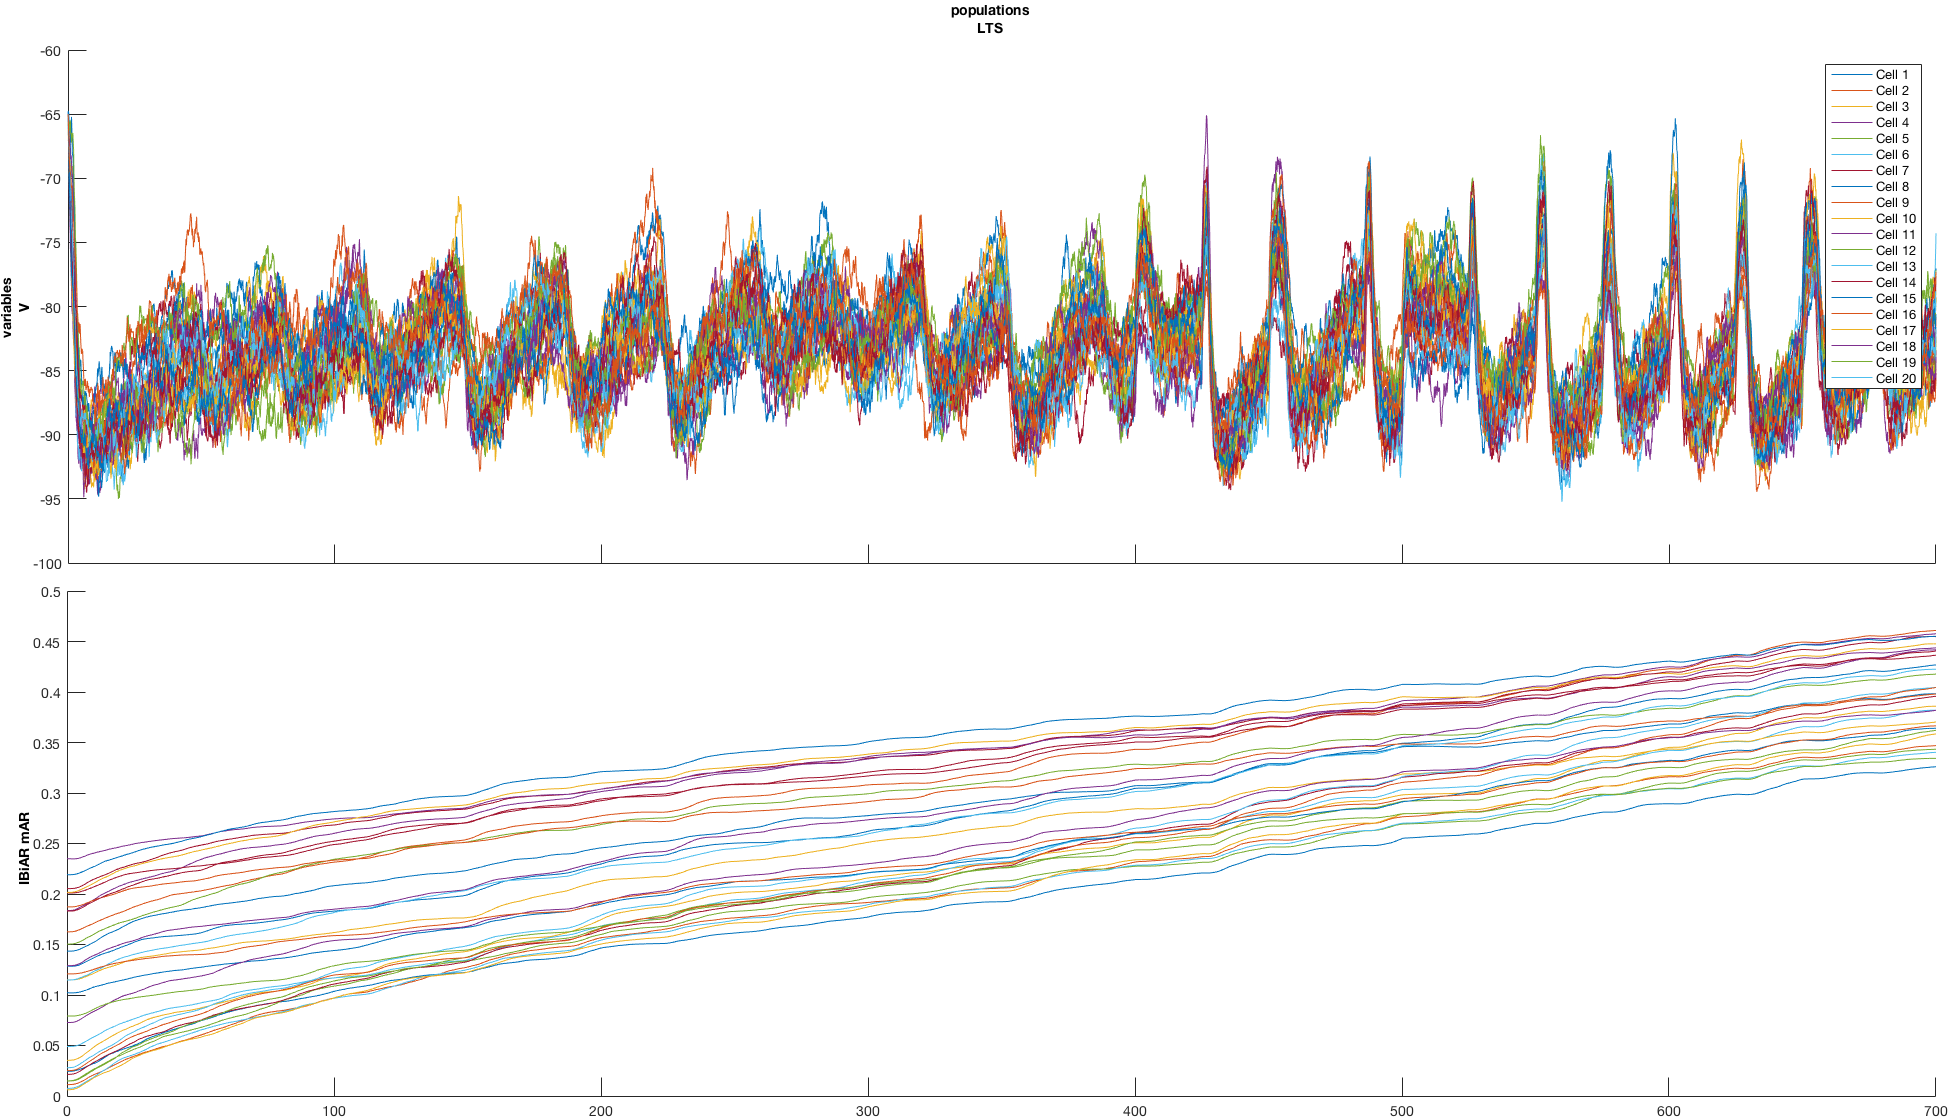 populations
LTS
variables
V
-60
-65
-70
-75
-80
-85
-90
-95
-100
Cell 1
Cell 2
Cell 3
Cell 4
Cell 5
Cell 6
Cell 7
Cell 8
Cell 9
Cell 10
Cell 11
Cell 12
Cell 13
Cell 14
Cell 15
Cell 16
Cell 17
Cell 18
Cell 19
Cell 20
IBiAR mAR
0.5
0.45
0.4
0.35
0.3
0.25
0.2
0.15
0.1
0.05
0
0 100 200 300 400 500 600 700